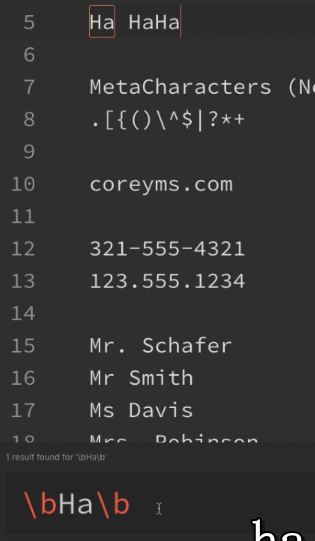 5 Ha HaHa
6
7 MetaCharacters (Ne
8 .[{()\^$|?*+
9
10 coreyms.com
11
12 321-555-4321
13 123.555.1234
14
15 Mr. Schafer
16 Mr Smith
17 Ms Davis
18 Mrs. Robinson
1 result found for '\bHa\b'
\bHa\b
ha